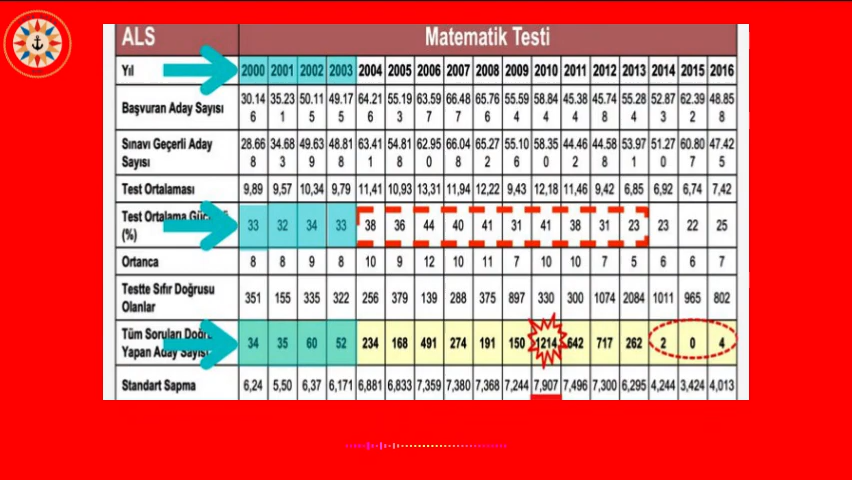 ALS Matematik Testi
Yıl 2000 2001 2002 2003 2004 2005 2006 2007 2008 2009 2010 2011 2012 2013 2014 2015 2016
Başvuran Aday Sayısı 30.146 35.231 50.115 49.175 64.216 55.193 63.597 66.487 65.766 55.594 58.844 45.384 45.748 55.284 52.873 62.392 48.858
Sınavı Geçerli Aday Sayısı 28.668 34.683 49.639 48.818 63.411 54.818 62.950 66.048 65.272 55.106 58.350 44.462 44.588 53.971 51.270 60.807 47.425
Test Ortalaması 9,89 9,57 10,34 9,79 11,41 10,93 13,31 11,94 12,22 9,43 12,18 11,46 9,42 6,85 6,92 6,74 7,42
Test Ortalama (%) 33 32 34 33 38 36 44 40 41 31 41 38 31 23 23 22 25
Ortanca 8 8 9 8 10 9 12 10 11 7 10 10 7 5 6 6 7
Testte Sıfır Doğrusu Olanlar 351 155 335 322 256 379 139 288 375 897 330 300 1074 2084 1011 965 802
Tüm Soruları Yapan Aday 34 35 60 52 234 168 491 274 191 150 1214 642 717 262 2 0 4
Standart Sapma 6,24 5,50 6,37 6,171 6,881 6,833 7,359 7,380 7,368 7,244 7,907 7,496 7,300 6,295 4,244 3,424 4,013